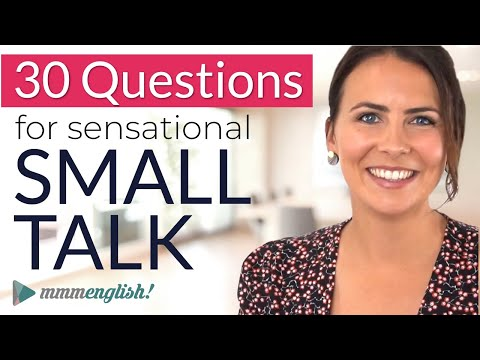 30 Questions
for sensational
SMALL
TALK
mmmenglish!